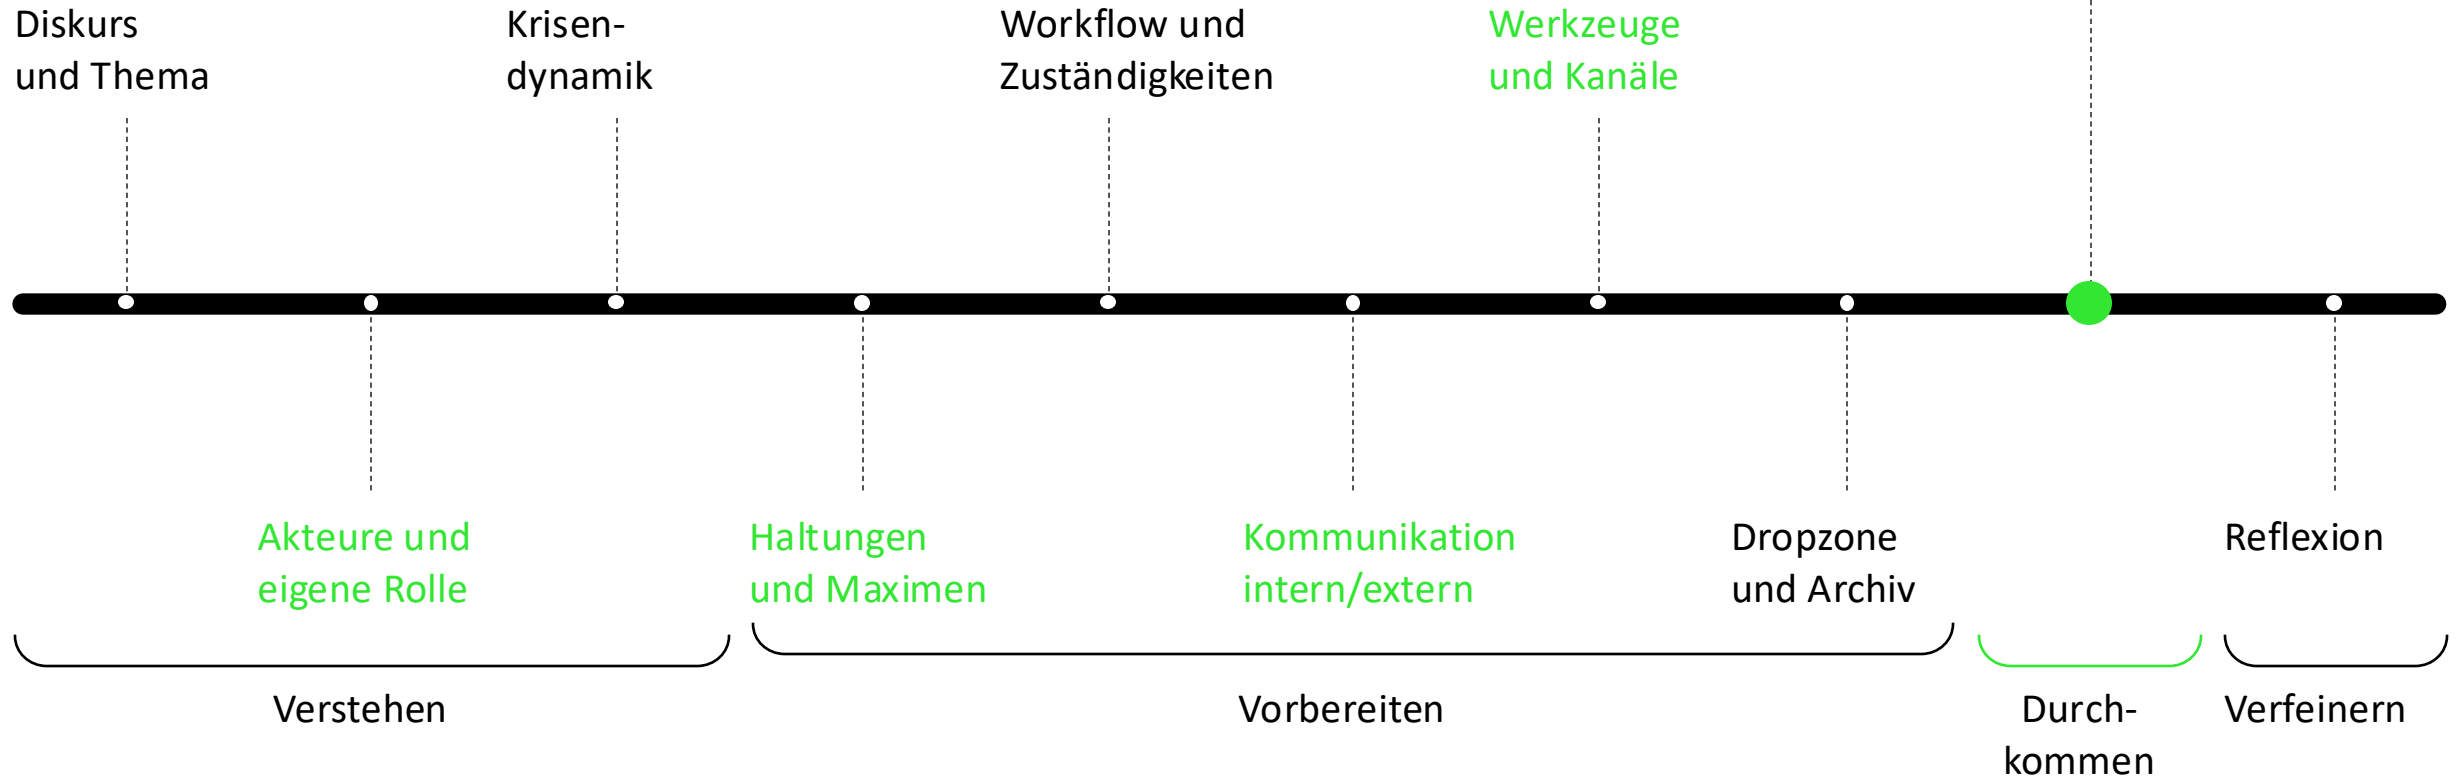 Diskurs
und Thema
Krisen-
dynamik
Workflow und
Zuständigkeiten
Werkzeuge
und Kanäle
Akteure und
eigene Rolle
Haltungen
und Maximen
Kommunikation
intern/extern
Dropzone
und Archiv
Reflexion
Verstehen
Vorbereiten
Durch-
kommen
Verfeinern